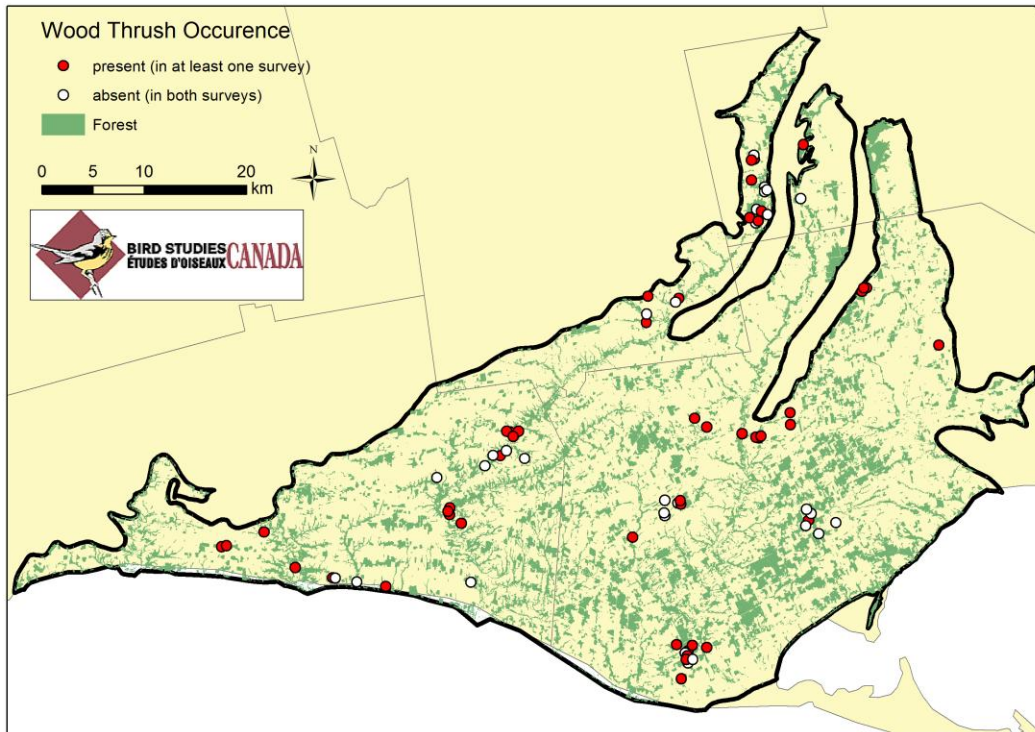 Wood Thrush Occurence
present (in at least one survey)
absent (in both surveys)
Forest
N
0 5 10 20
km
BIRD STUDIES
ÉTUDES D'OISEAUX CANADA